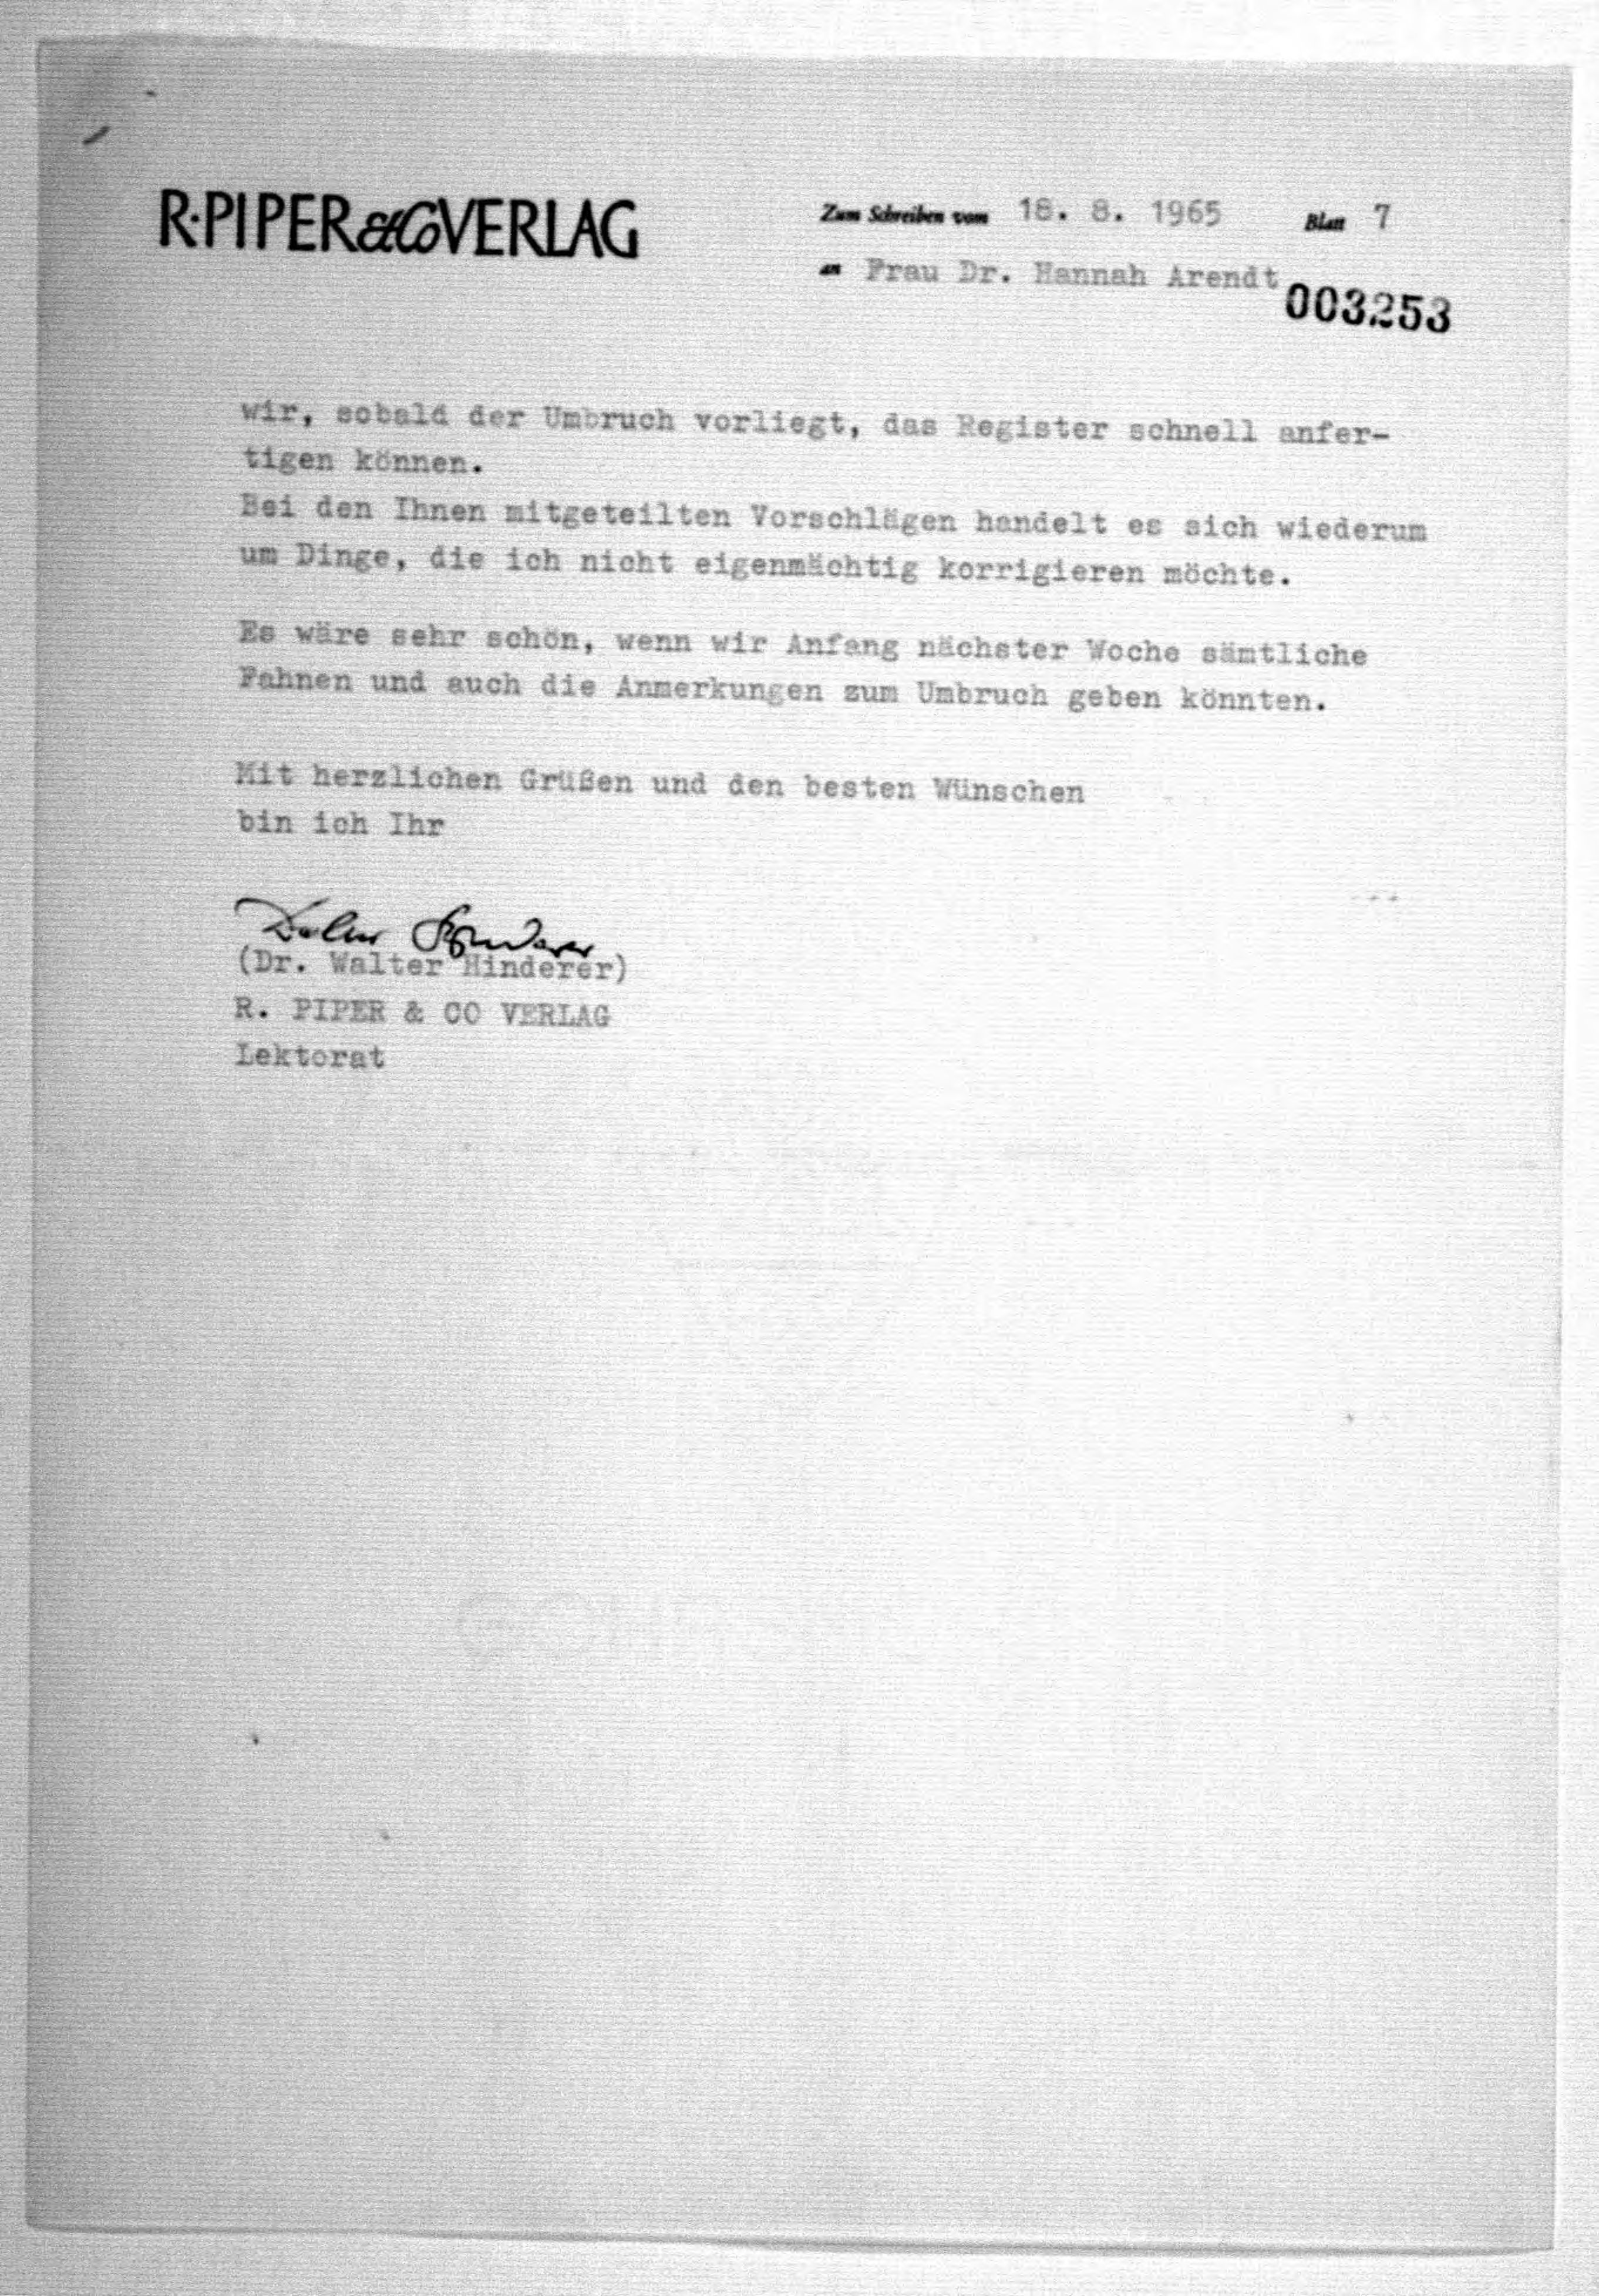 R·PIPER & Co VERLAG
Zum Schreiben vom 18. 8. 1965 Blatt 7
an Frau Dr. Hannah Arendt
003253
wir, sobald der Umbruch vorliegt, das Register schnell anfer-
tigen können.
Bei den Ihnen mitgeteilten Vorschlägen handelt es sich wiederum
um Dinge, die ich nicht eigenmächtig korrigieren möchte.
Es wäre sehr schön, wenn wir Anfang nächster Woche sämtliche
Fahnen und auch die Anmerkungen zum Umbruch geben könnten.
Mit herzlichen Grüßen und den besten Wünschen
bin ich Ihr
Walter Hinderer
(Dr. Walter Hinderer)
R. PIPER & CO VERLAG
Lektorat